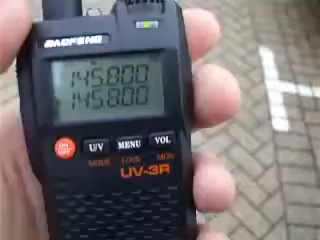 BAOFENG
145.800
145.800
ON
OFF
U/V
MENU
VOL
MODE
LOCK
MON
UV-3R